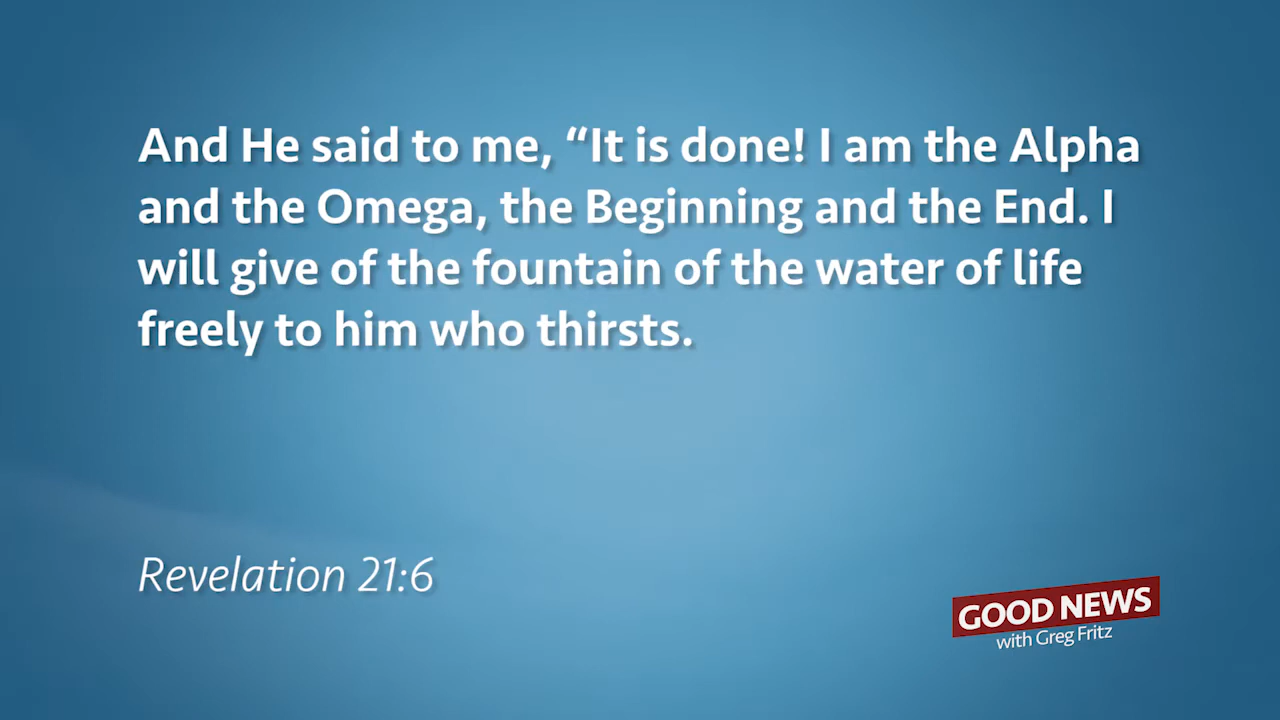 And He said to me, “It is done! I am the Alpha
and the Omega, the Beginning and the End. I
will give of the fountain of the water of life
freely to him who thirsts.
Revelation 21:6
GOOD NEWS
with Greg Fritz